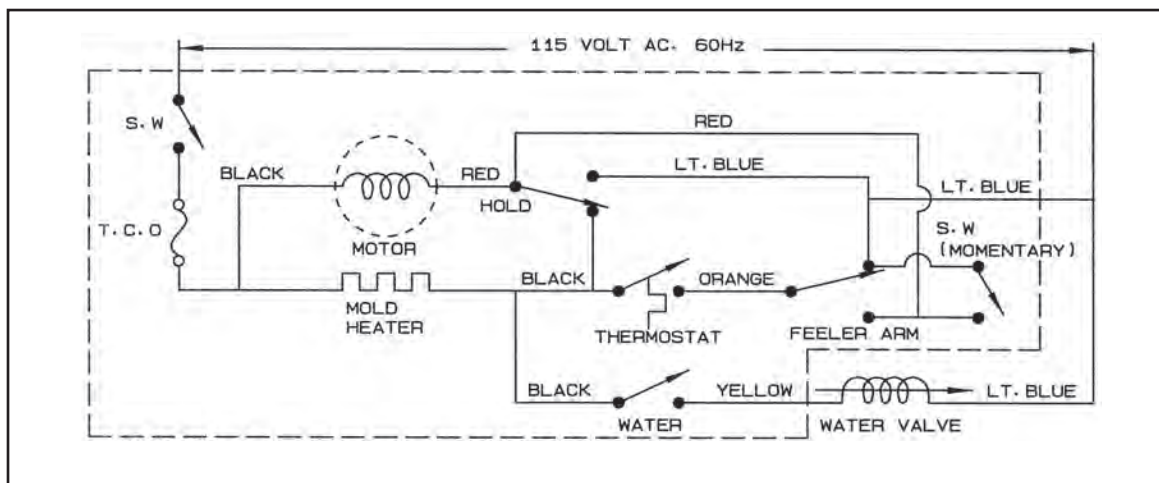 115 VOLT AC. 60Hz
S.W
RED
BLACK
RED
LT.BLUE
LT.BLUE
HOLD
S.W
(MOMENTARY)
T.C.O
MOTOR
BLACK
ORANGE
MOLD
HEATER
THERMOSTAT
FEELER ARM
BLACK
YELLOW
LT.BLUE
WATER
WATER VALVE